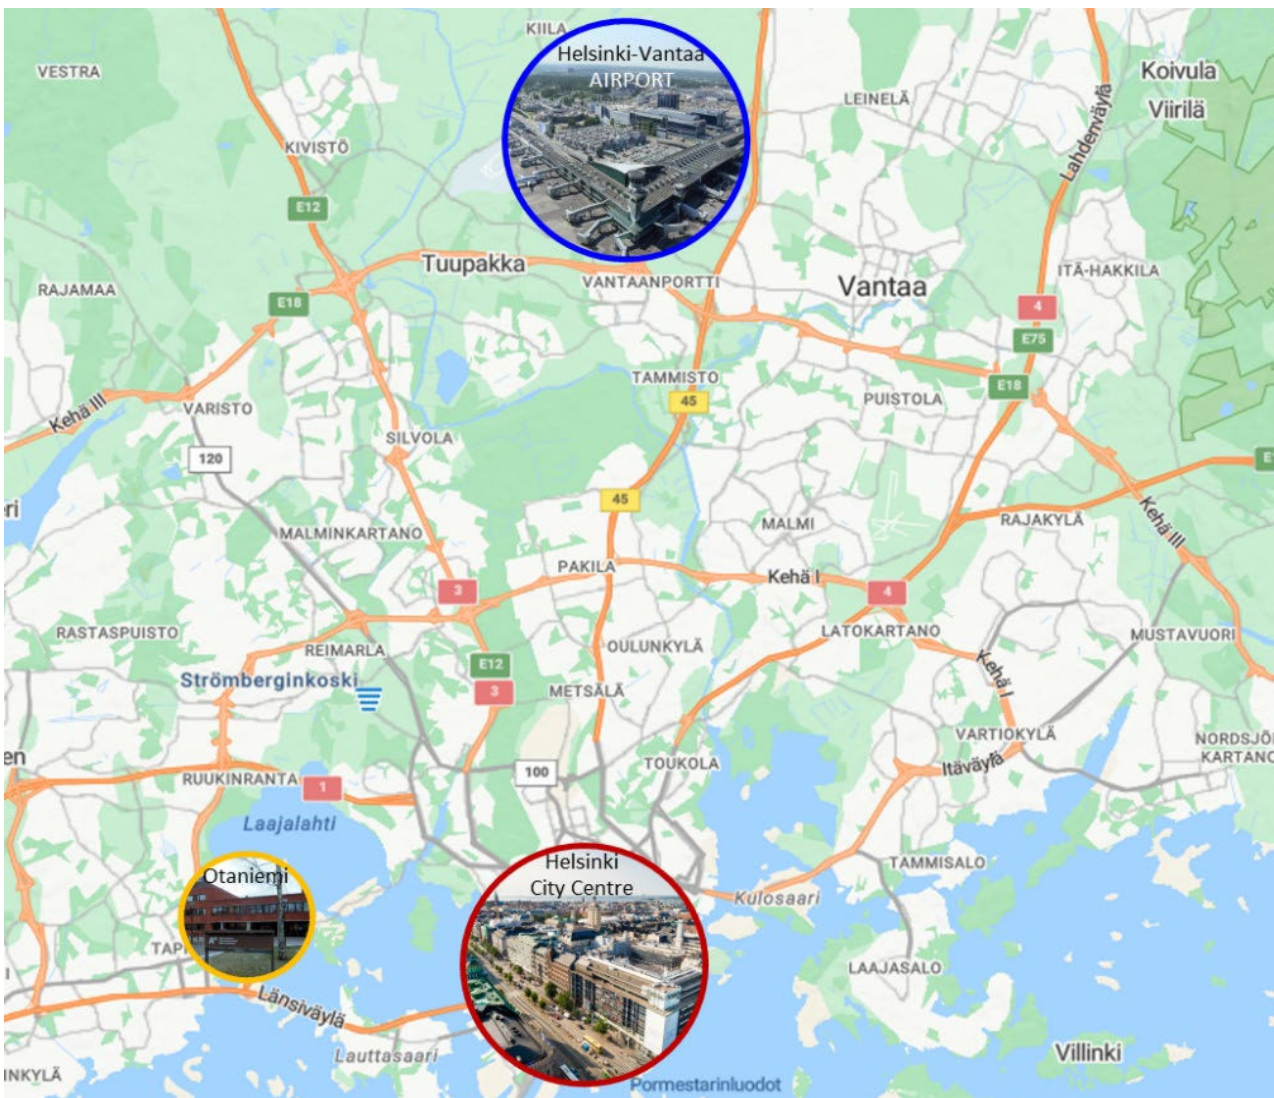 KIILA
Helsinki-Vantaa
AIRPORT
VESTRA
Koivula
Viirilä
LEINELÄ
Lahdenväylä
KIVISTÖ
E12
Tuupakka
VANTAANPORTTI
Vantaa
ITÄ-HAKKILA
RAJAMAA
E18
4
E75
E18
TAMMISTO
45
PUISTOLA
Kehä III
VARISTO
SILVOLA
120
45
MALMI
RAJAKYLÄ
Kehä III
MALMINKARTANO
PAKILA
Kehä I
3
4
RASTASPUISTO
REIMARLA
OULUNKYLÄ
LATOKARTANO
MUSTAVUORI
E12
3
Strömberginkoski
METSÄLÄ
Kehä I
VARTIOKYLÄ
en
RUUKINRANTA
1
100
TOUKOLA
Itäväylä
KARTANO
Laajalahti
Otaniemi
Helsinki
City Centre
TAMMISALO
Kulosaari
LAAJASALO
Länsiväylä
Lauttasaari
Villinki
NKYLÄ
Pormestarinluodot